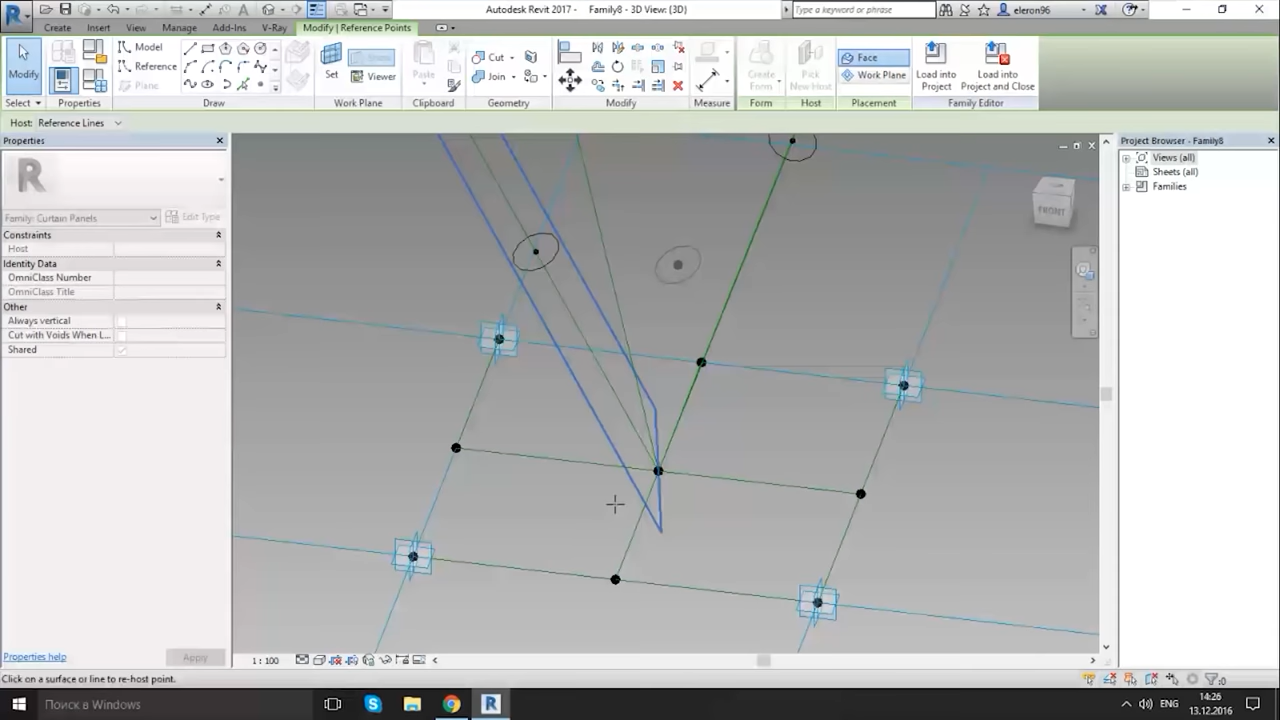 Autodesk Revit 2017 - Family8 - 3D View: {3D}
Type a keyword or phrase
eleron96
Create Insert View Manage Add-Ins V-Ray Modify | Reference Points
Modify
Model
Reference
Plane
Set
Show
Viewer
Paste
Cut
Join
Create Form
Pick New Host
Face
Work Plane
Load into Project
Load into Project and Close
Select Properties Draw Work Plane Clipboard Geometry Modify Measure Form Host Placement Family Editor
Host: Reference Lines
Properties
Family: Curtain Panels
Edit Type
Constraints
Host
Identity Data
OmniClass Number
OmniClass Title
Other
Always vertical
Cut with Voids When L...
Shared
Properties help
Apply
FRONT
Project Browser - Family8
Views (all)
Sheets (all)
Families
1 : 100
Click on a surface or line to re-host point.
:0
Поиск в Windows
ENG
14:26
13.12.2016